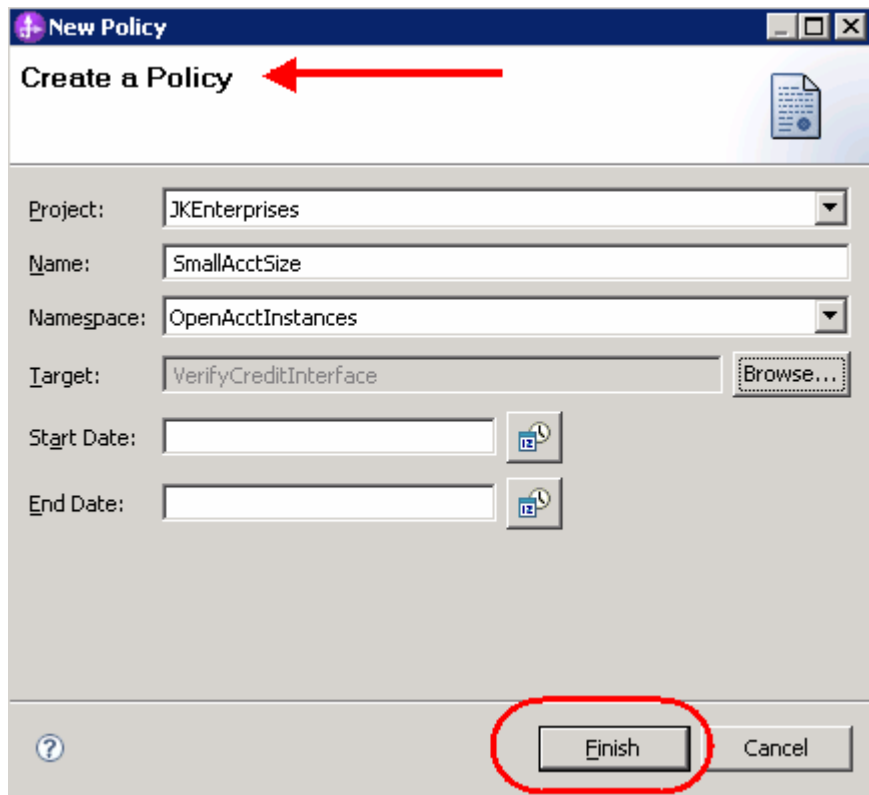 New Policy
Create a Policy
Project: JKEnterprises
Name: SmallAcctSize
Namespace: OpenAcctInstances
Target: VerifyCreditInterface Browse...
Start Date:
End Date:
Finish Cancel